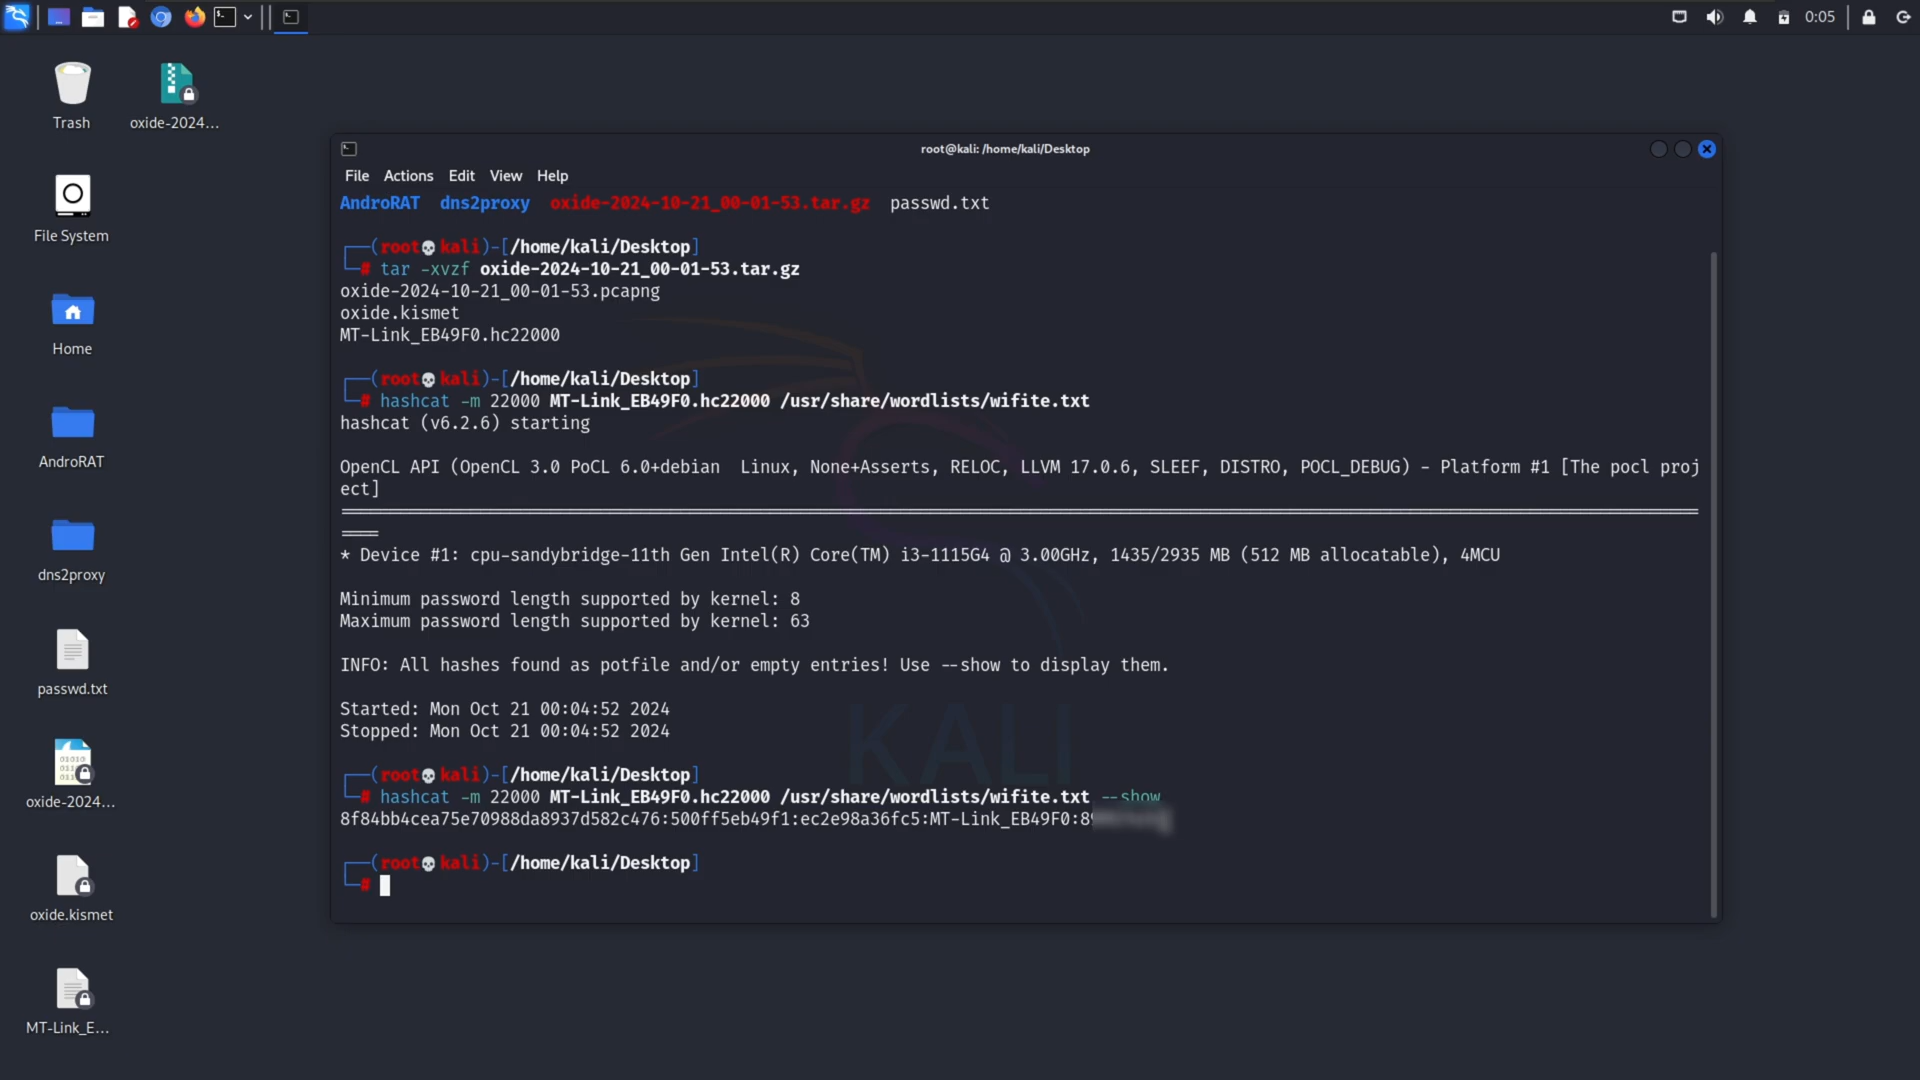 0:05
Trash
oxide-2024...
File System
Home
AndroRAT
dns2proxy
passwd.txt
oxide-2024...
oxide.kismet
MT-Link_E...
root@kali: /home/kali/Desktop
File Actions Edit View Help
AndroRAT dns2proxy oxide-2024-10-21_00-01-53.tar.gz passwd.txt
┌──(root💀kali)-[/home/kali/Desktop]
└─# tar -xvzf oxide-2024-10-21_00-01-53.tar.gz
oxide-2024-10-21_00-01-53.pcapng
oxide.kismet
MT-Link_EB49F0.hc22000
┌──(root💀kali)-[/home/kali/Desktop]
└─# hashcat -m 22000 MT-Link_EB49F0.hc22000 /usr/share/wordlists/wifite.txt
hashcat (v6.2.6) starting
OpenCL API (OpenCL 3.0 PoCL 6.0+debian  Linux, None+Asserts, RELOC, LLVM 17.0.6, SLEEF, DISTRO, POCL_DEBUG) - Platform #1 [The pocl proj
ect]
========================================================================================================================================
====
* Device #1: cpu-sandybridge-11th Gen Intel(R) Core(TM) i3-1115G4 @ 3.00GHz, 1435/2935 MB (512 MB allocatable), 4MCU
Minimum password length supported by kernel: 8
Maximum password length supported by kernel: 63
INFO: All hashes found as potfile and/or empty entries! Use --show to display them.
Started: Mon Oct 21 00:04:52 2024
Stopped: Mon Oct 21 00:04:52 2024
┌──(root💀kali)-[/home/kali/Desktop]
└─# hashcat -m 22000 MT-Link_EB49F0.hc22000 /usr/share/wordlists/wifite.txt --show
8f84bb4cea75e70988da8937d582c476:500ff5eb49f1:ec2e98a36fc5:MT-Link_EB49F0:
┌──(root💀kali)-[/home/kali/Desktop]
└─#
KALI